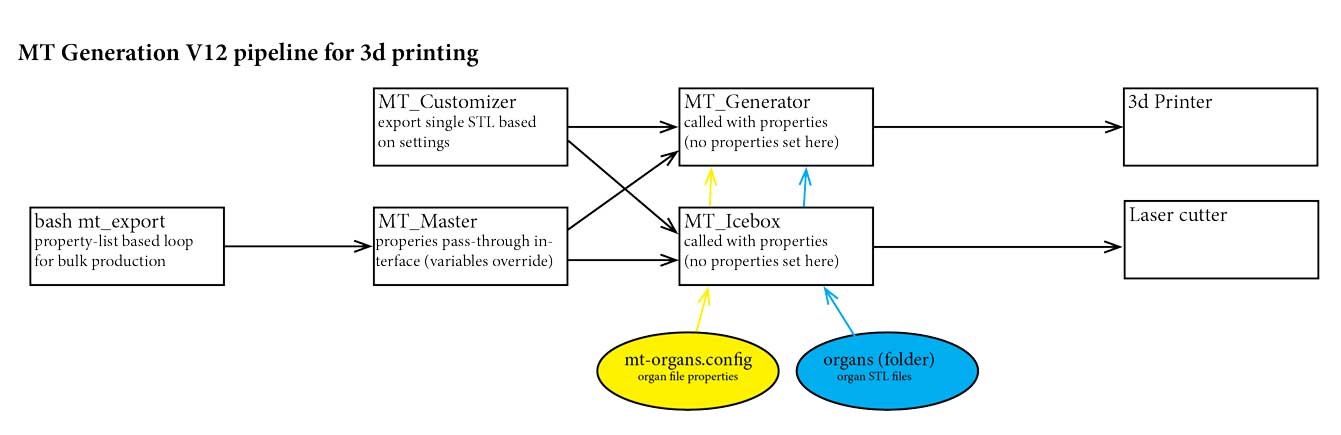 MT Generation V12 pipeline for 3d printing
MT_Customizer
export single STL based
on settings
MT_Generator
called with properties
(no properties set here)
3d Printer
bash mt_export
property-list based loop
for bulk production
MT_Master
properies pass-through in-
terface (variables override)
MT_Icebox
called with properties
(no properties set here)
Laser cutter
mt-organs.config
organ file properties
organs (folder)
organ STL files